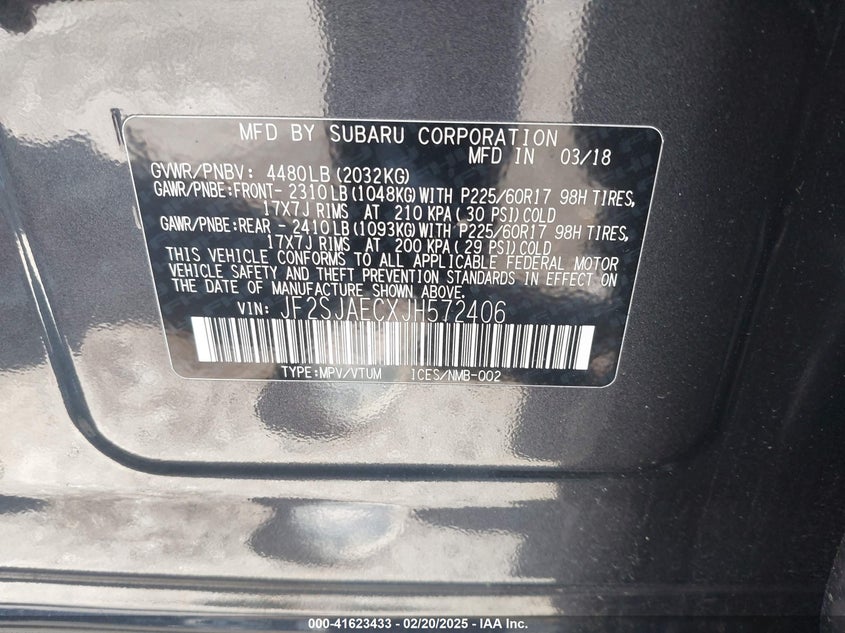 MFD BY SUBARU CORPORATION
MFD IN 03/18
GVWR/PNBV: 4480LB(2032KG)
GAWR/PNBE:FRONT-2310LB(1048KG)WITH P225/60R17 98H TIRES,
17X7J RIMS AT 210 KPA(30 PSI)COLD
GAWR/PNBE:REAR -2410LB(1093KG)WITH P225/60R17 98H TIRES,
17X7J RIMS AT 200 KPA(29 PSI)COLD
THIS VEHICLE CONFORMS TO ALL APPLICABLE FEDERAL MOTOR
VEHICLE SAFETY AND THEFT PREVENTION STANDARDS IN EFFECT ON
THE DATE OF MANUFACTURE SHOWN ABOVE.
VIN: JF2SJAECXJH572406
TYPE:MPV/VTUM ICES/NMB-002
000-41623433 - 02/20/2025 - IAA Inc.